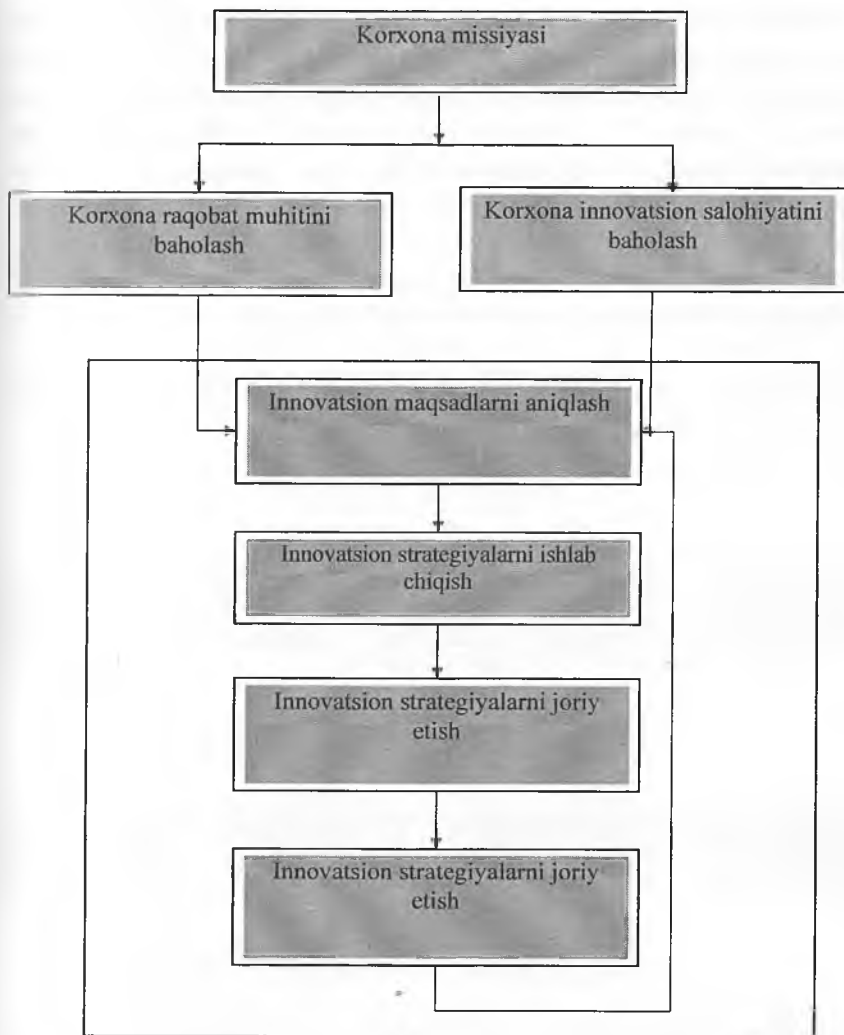 Korxona missiyasi
Korxona raqobat muhitini
baholash
Korxona innovatsion salohiyatini
baholash
Innovatsion maqsadlarni aniqlash
Innovatsion strategiyalarni ishlab
chiqish
Innovatsion strategiyalarni joriy
etish
Innovatsion strategiyalarni joriy
etish